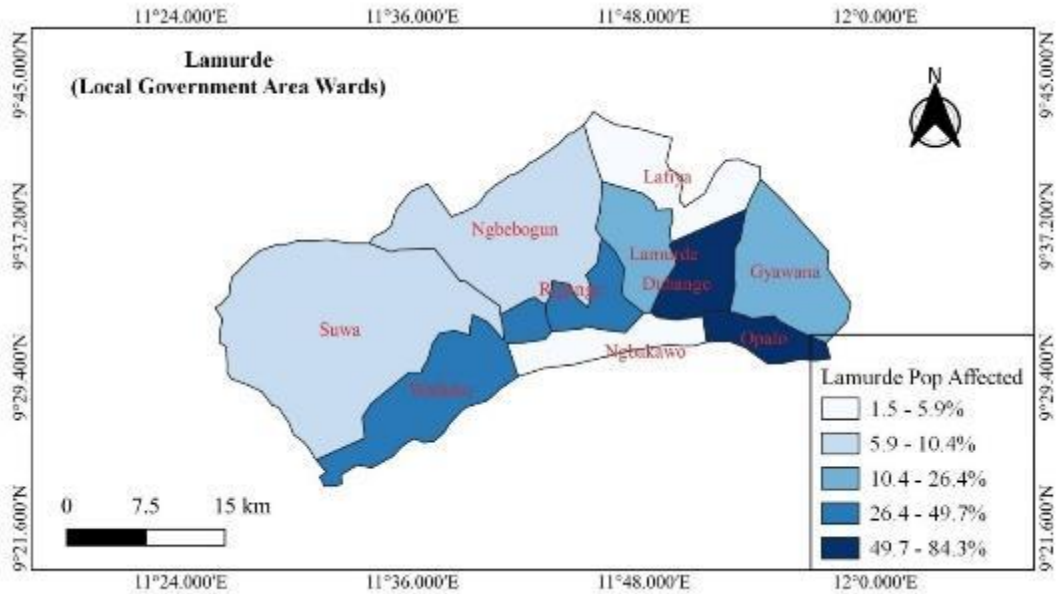 11°24.000'E 11°36.000'E 11°48.000'E 12°0.000'E
Lamurde
(Local Government Area Wards)
N
9°45.000'N 9°45.000'N
9°37.200'N 9°37.200'N
9°29.400'N 9°29.400'N
9°21.600'N 9°21.600'N
Lafiya
Ngbebogun
Lamurde
Gyawana
Dubange
Suwa
Ngbakawo
Opalo
Lamurde Pop Affected
1.5 - 5.9%
5.9 - 10.4%
10.4 - 26.4%
26.4 - 49.7%
49.7 - 84.3%
0 7.5 15 km
11°24.000'E 11°36.000'E 11°48.000'E 12°0.000'E